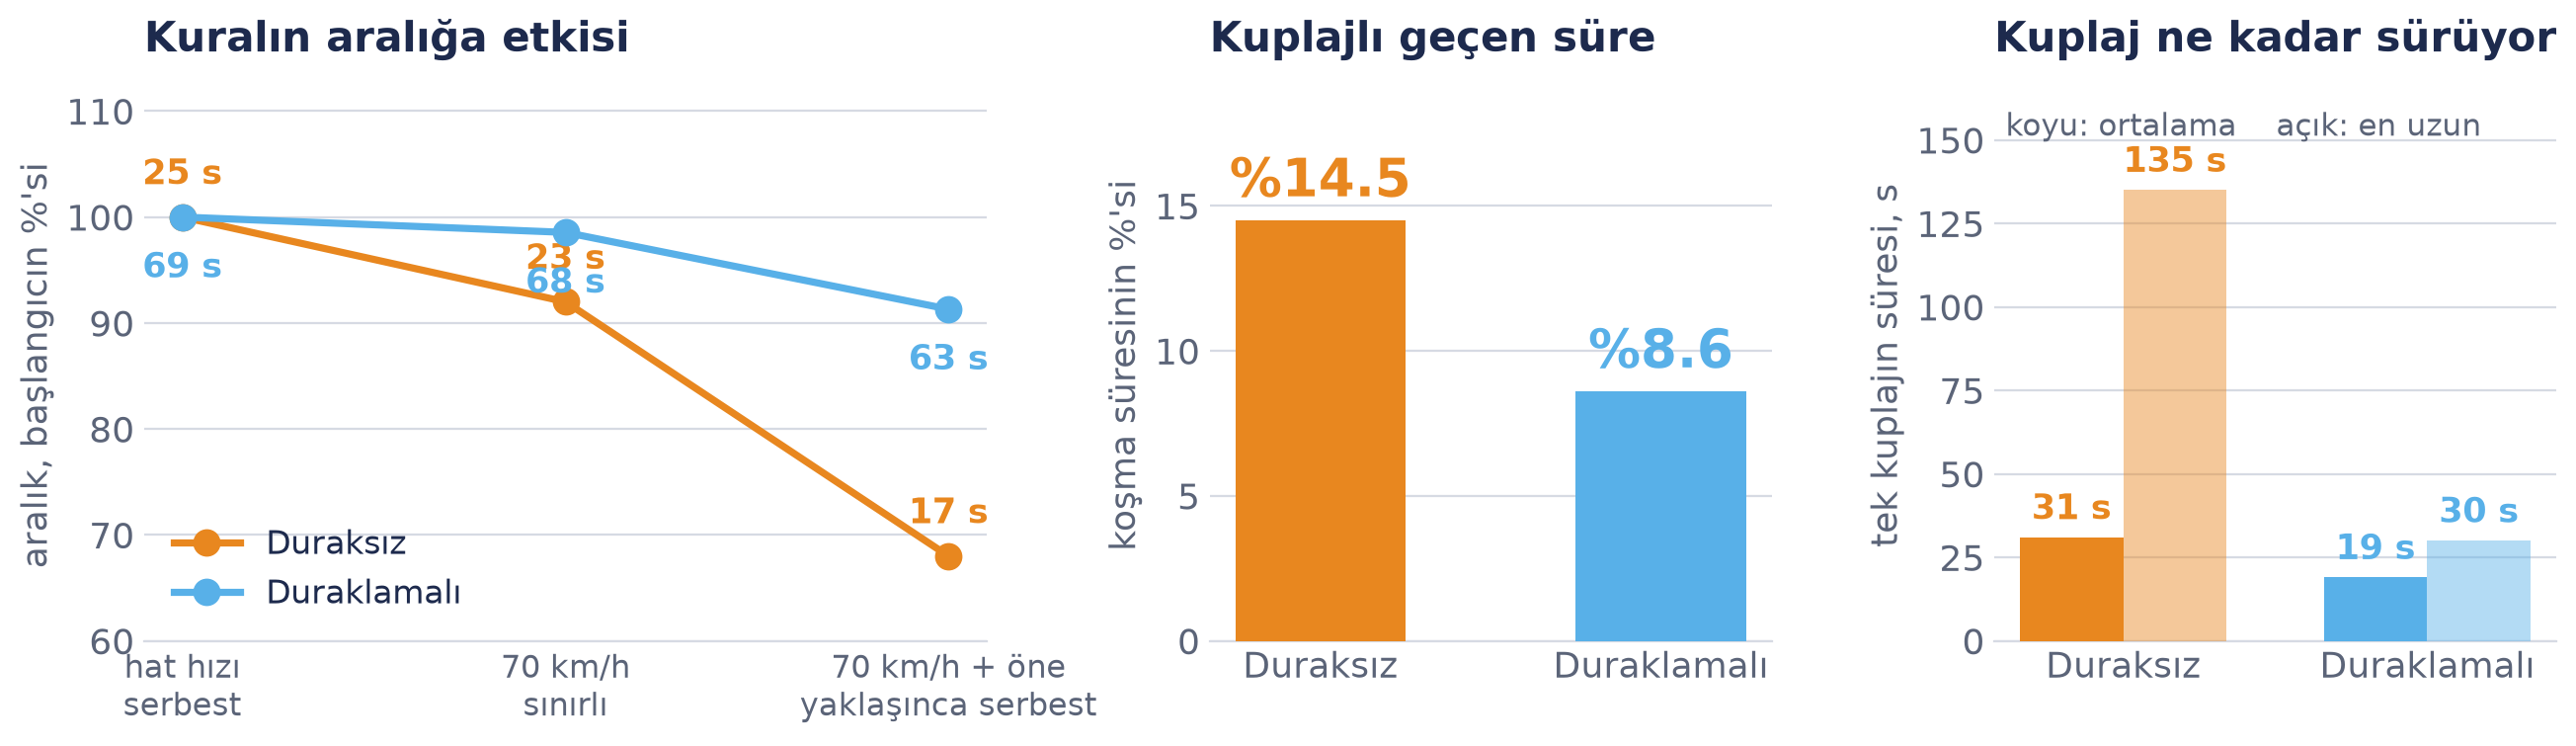 Kuralın aralığa etkisi
aralık, başlangıcın %'si
110
100
90
80
70
60
25 s
69 s
23 s
68 s
63 s
17 s
Duraksız
Duraklamalı
hat hızı
serbest
70 km/h
sınırlı
70 km/h + öne
yaklaşınca serbest
Kuplajlı geçen süre
koşma süresinin %'si
15
10
5
0
%14.5
%8.6
Duraksız
Duraklamalı
Kuplaj ne kadar sürüyor
koyu: ortalama açık: en uzun
tek kuplajın süresi, s
150
125
100
75
50
25
0
135 s
31 s
19 s
30 s
Duraksız
Duraklamalı